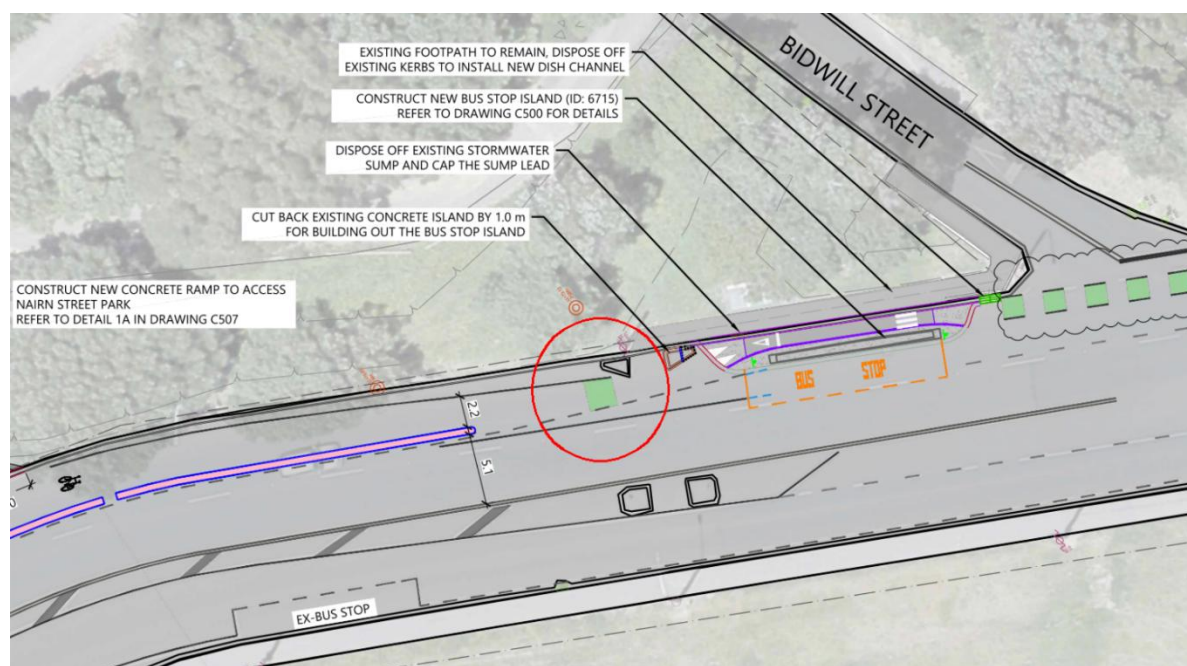 EXISTING FOOTPATH TO REMAIN, DISPOSE OFF
EXISTING KERBS TO INSTALL NEW DISH CHANNEL
CONSTRUCT NEW BUS STOP ISLAND (ID: 6715)
REFER TO DRAWING C500 FOR DETAILS
DISPOSE OFF EXISTING STORMWATER
SUMP AND CAP THE SUMP LEAD
CUT BACK EXISTING CONCRETE ISLAND BY 1.0 m
FOR BUILDING OUT THE BUS STOP ISLAND
CONSTRUCT NEW CONCRETE RAMP TO ACCESS
NAIRN STREET PARK
REFER TO DETAIL 1A IN DRAWING C507
BIDWILL STREET
BUS STOP
2.2
5.1
EX-BUS STOP